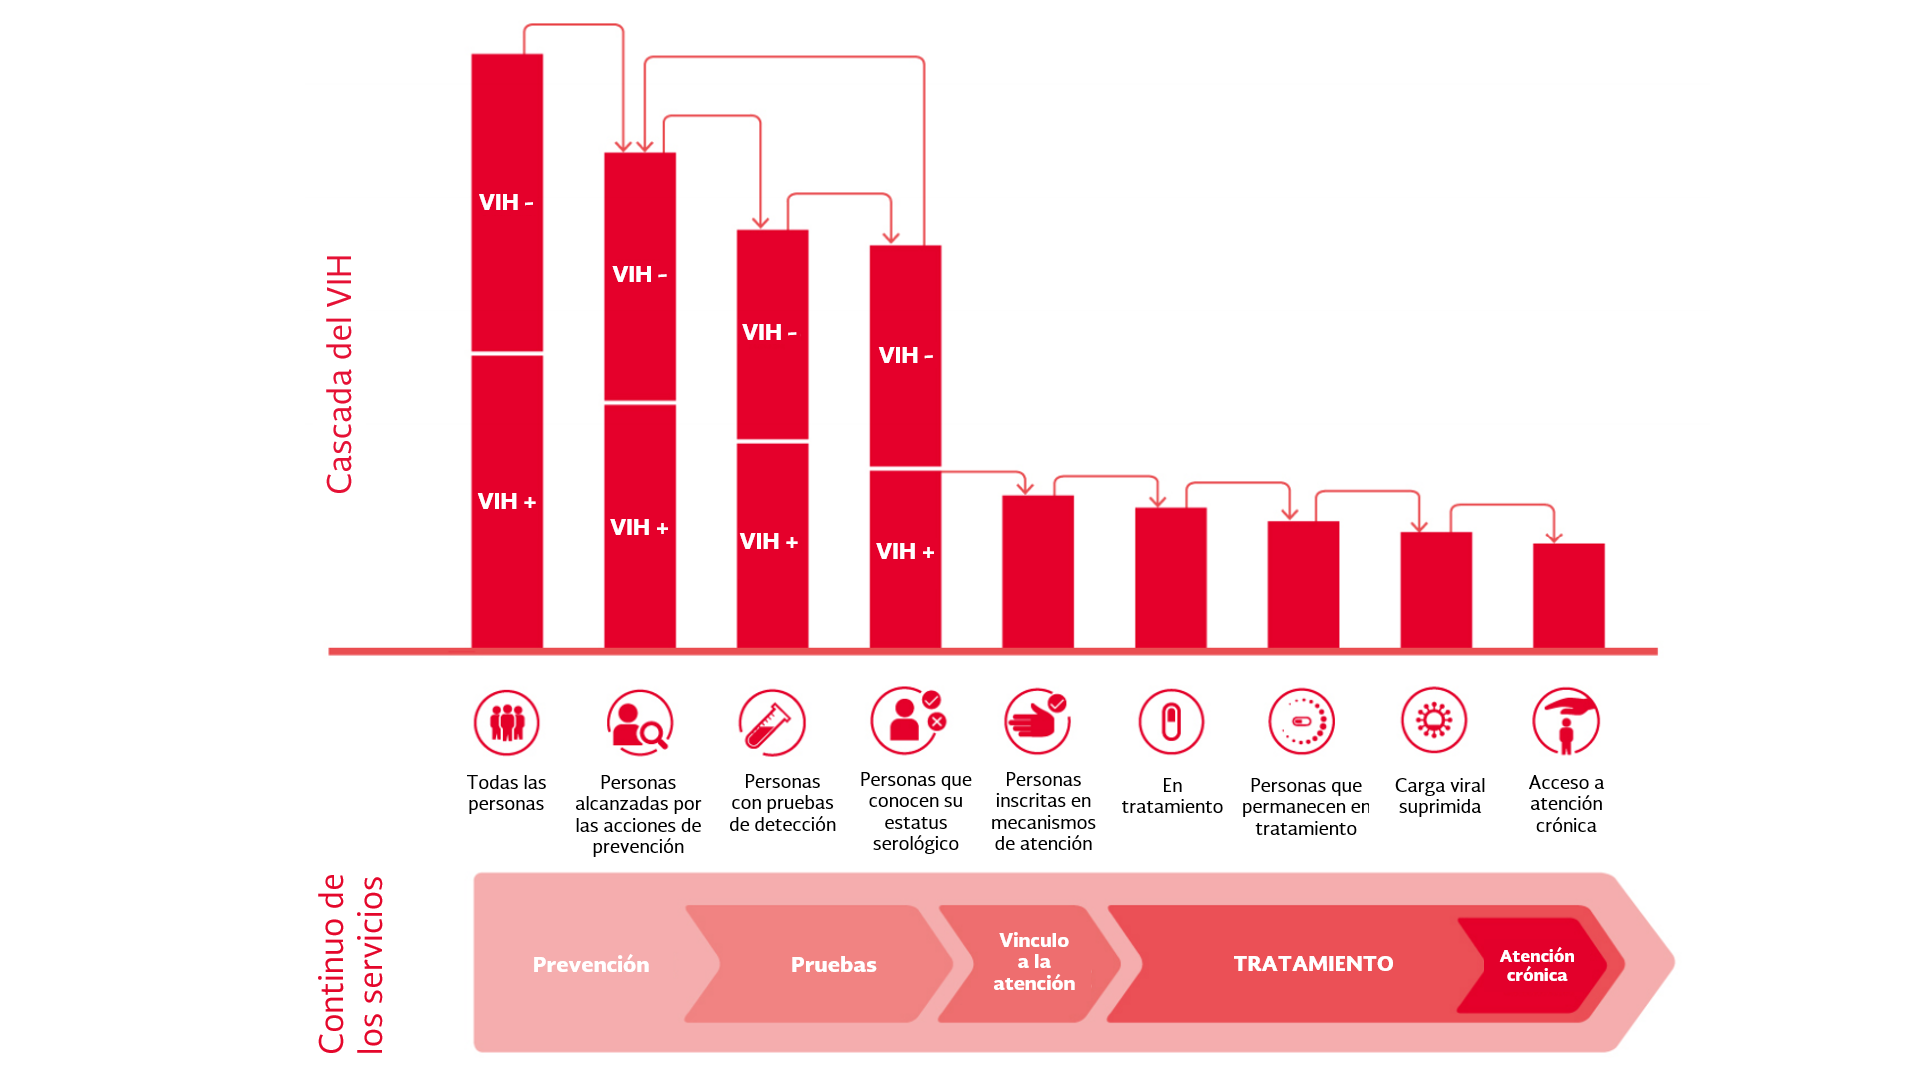 Cascada del VIH
VIH -
VIH +
VIH -
VIH +
VIH -
VIH +
VIH -
VIH +
Todas las
personas
Personas
alcanzadas por
las acciones de
prevención
Personas
con pruebas
de detección
Personas que
conocen su
estatus
serológico
Personas
inscritas en
mecanismos
de atención
En
tratamiento
Personas que
permanecen en
tratamiento
Carga viral
suprimida
Acceso a
atención
crónica
Continuo de
los servicios
Prevención
Pruebas
Vinculo
a la
atención
TRATAMIENTO
Atención
crónica